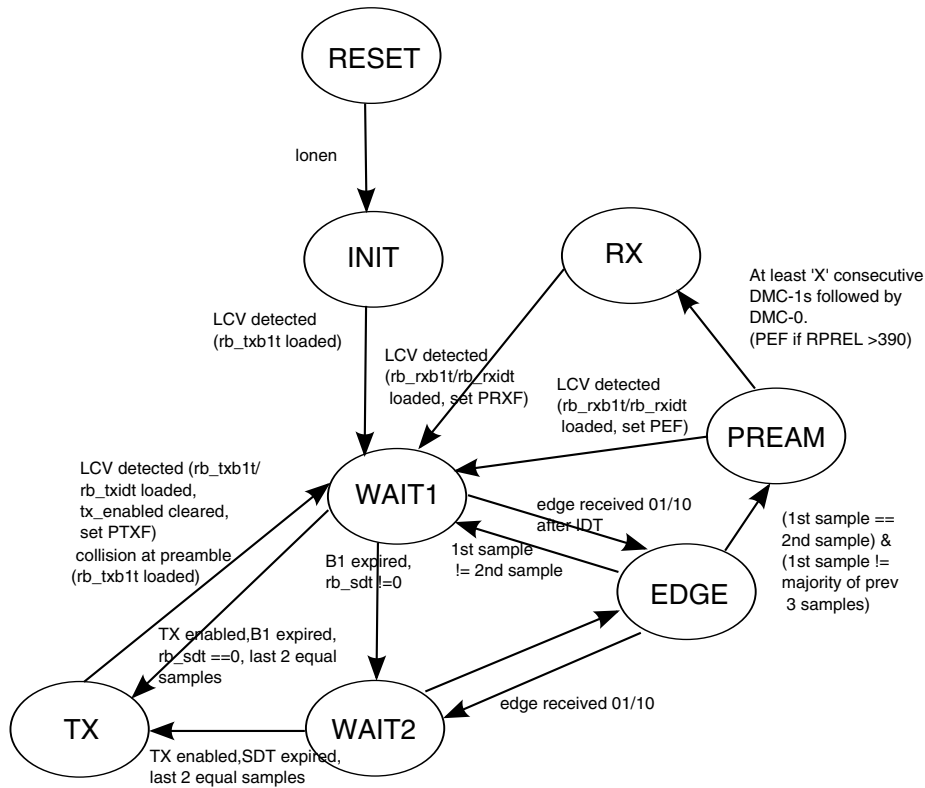 RESET
lonen
INIT
RX
LCV detected
(rb_txb1t loaded)
At least 'X' consecutive
DMC-1s followed by
DMC-0.
(PEF if RPREL >390)
LCV detected
(rb_rxb1t/rb_rxidt
loaded, set PRXF)
LCV detected
(rb_rxb1t/rb_rxidt
loaded, set PEF)
PREAM
LCV detected (rb_txb1t/
rb_txidt loaded,
tx_enabled cleared,
set PTXF)
collision at preamble
(rb_txb1t loaded)
WAIT1
edge received 01/10
after IDT
(1st sample ==
2nd sample) &
(1st sample !=
majority of prev
3 samples)
B1 expired,
rb_sdt !=0
1st sample
!= 2nd sample
EDGE
TX enabled,B1 expired,
rb_sdt ==0, last 2 equal
samples
edge received 01/10
TX
WAIT2
TX enabled,SDT expired,
last 2 equal samples